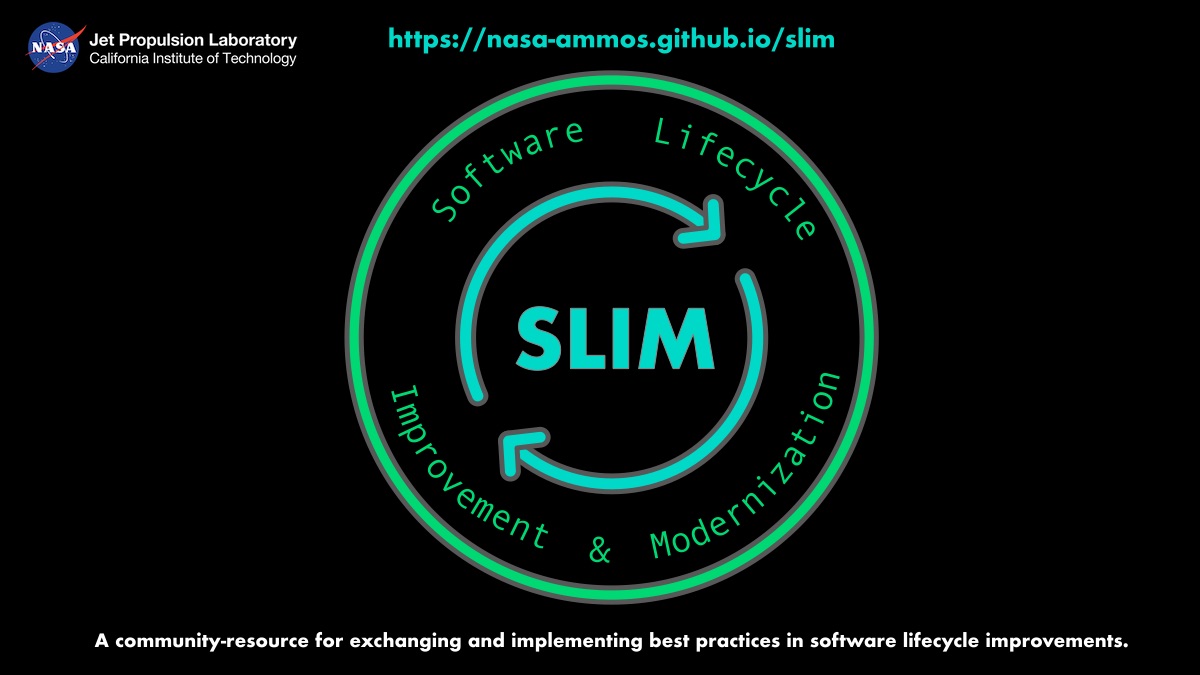 NASA
Jet Propulsion Laboratory
California Institute of Technology
https://nasa-ammos.github.io/slim
Software Lifecycle
SLIM
Improvement & Modernization
A community-resource for exchanging and implementing best practices in software lifecycle improvements.